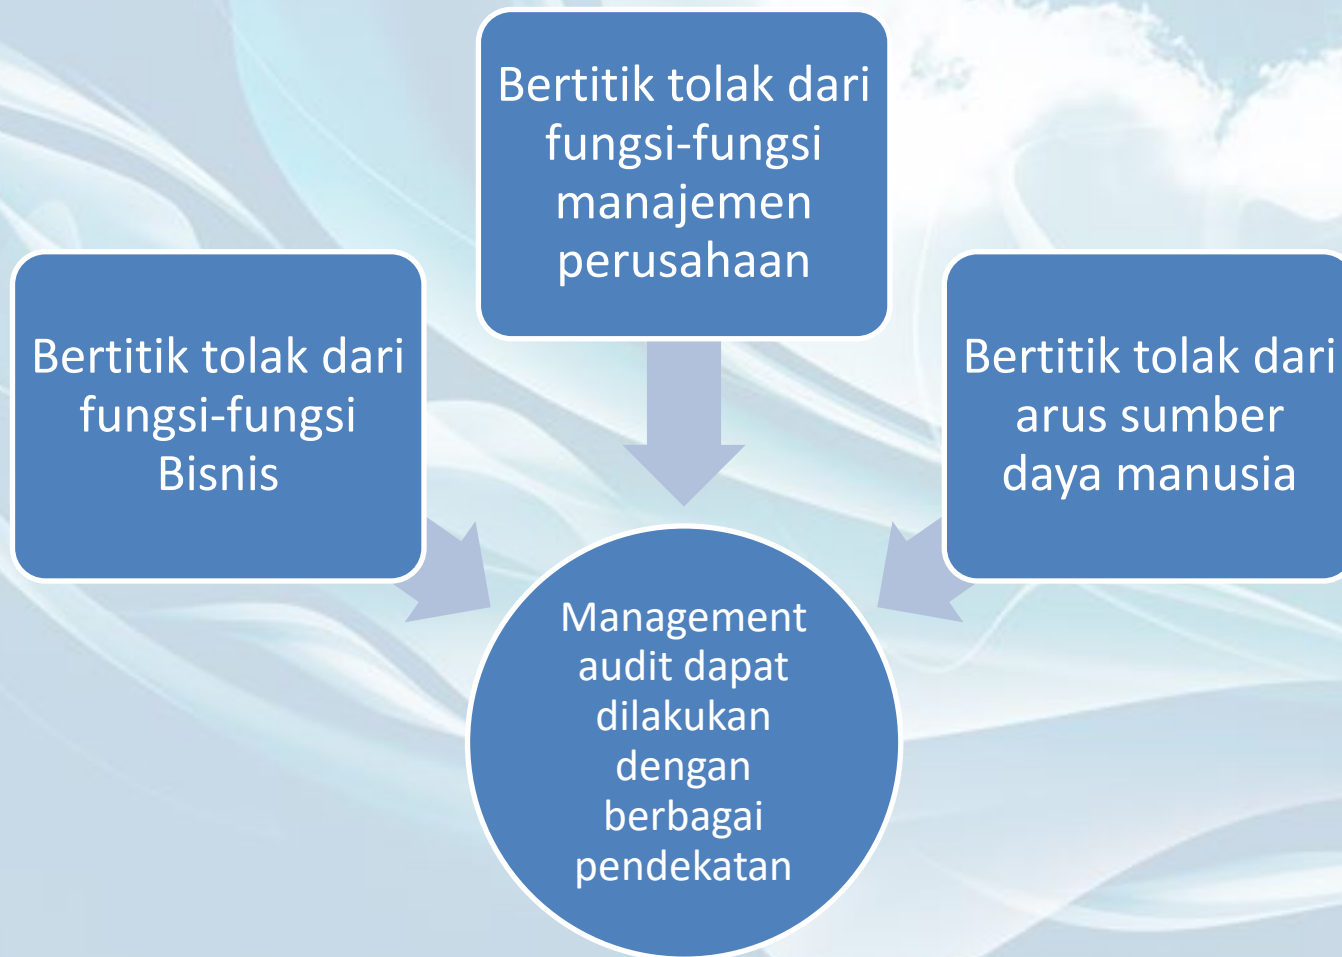 Bertitik tolak dari
fungsi-fungsi
manajemen
perusahaan
Bertitik tolak dari
fungsi-fungsi
Bisnis
Bertitik tolak dari
arus sumber
daya manusia
Management
audit dapat
dilakukan
dengan
berbagai
pendekatan